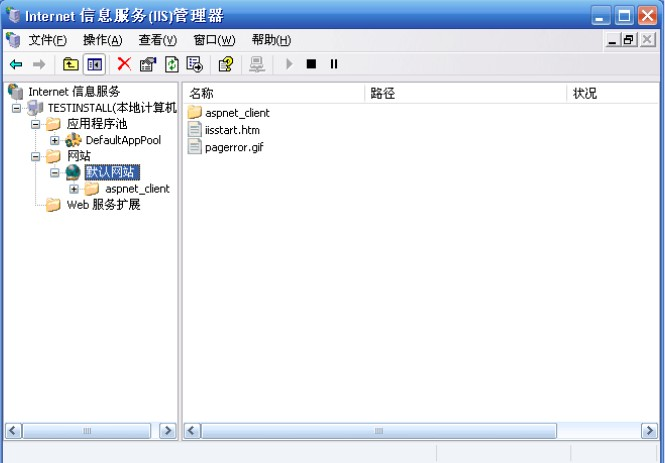 Internet 信息服务(IIS)管理器
文件(F) 操作(A) 查看(V) 窗口(W) 帮助(H)
Internet 信息服务
TESTINSTALL(本地计算机
应用程序池
DefaultAppPool
网站
默认网站
aspnet_client
Web 服务扩展
名称 路径 状况
aspnet_client
iisstart.htm
pagerror.gif